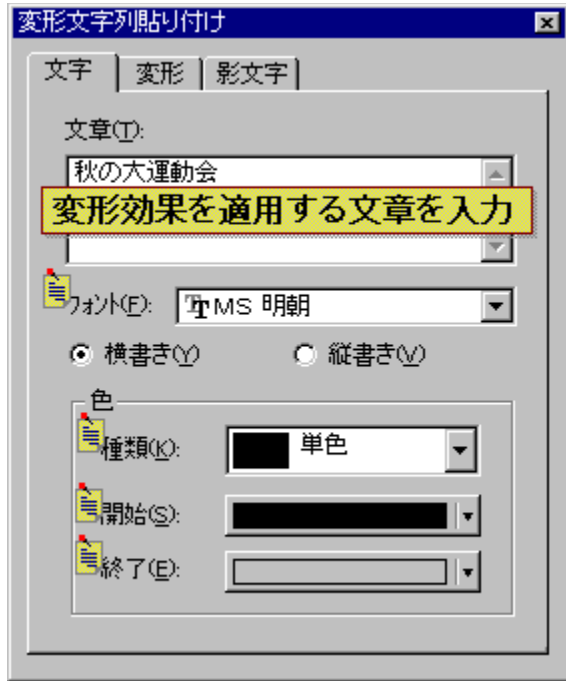 変形文字列貼り付け
文字 変形 影文字
文章(T):
秋の大運動会
変形効果を適用する文章を入力
フォント(F): MS 明朝
横書き(Y) 縦書き(V)
色
種類(K): 単色
開始(S):
終了(E):